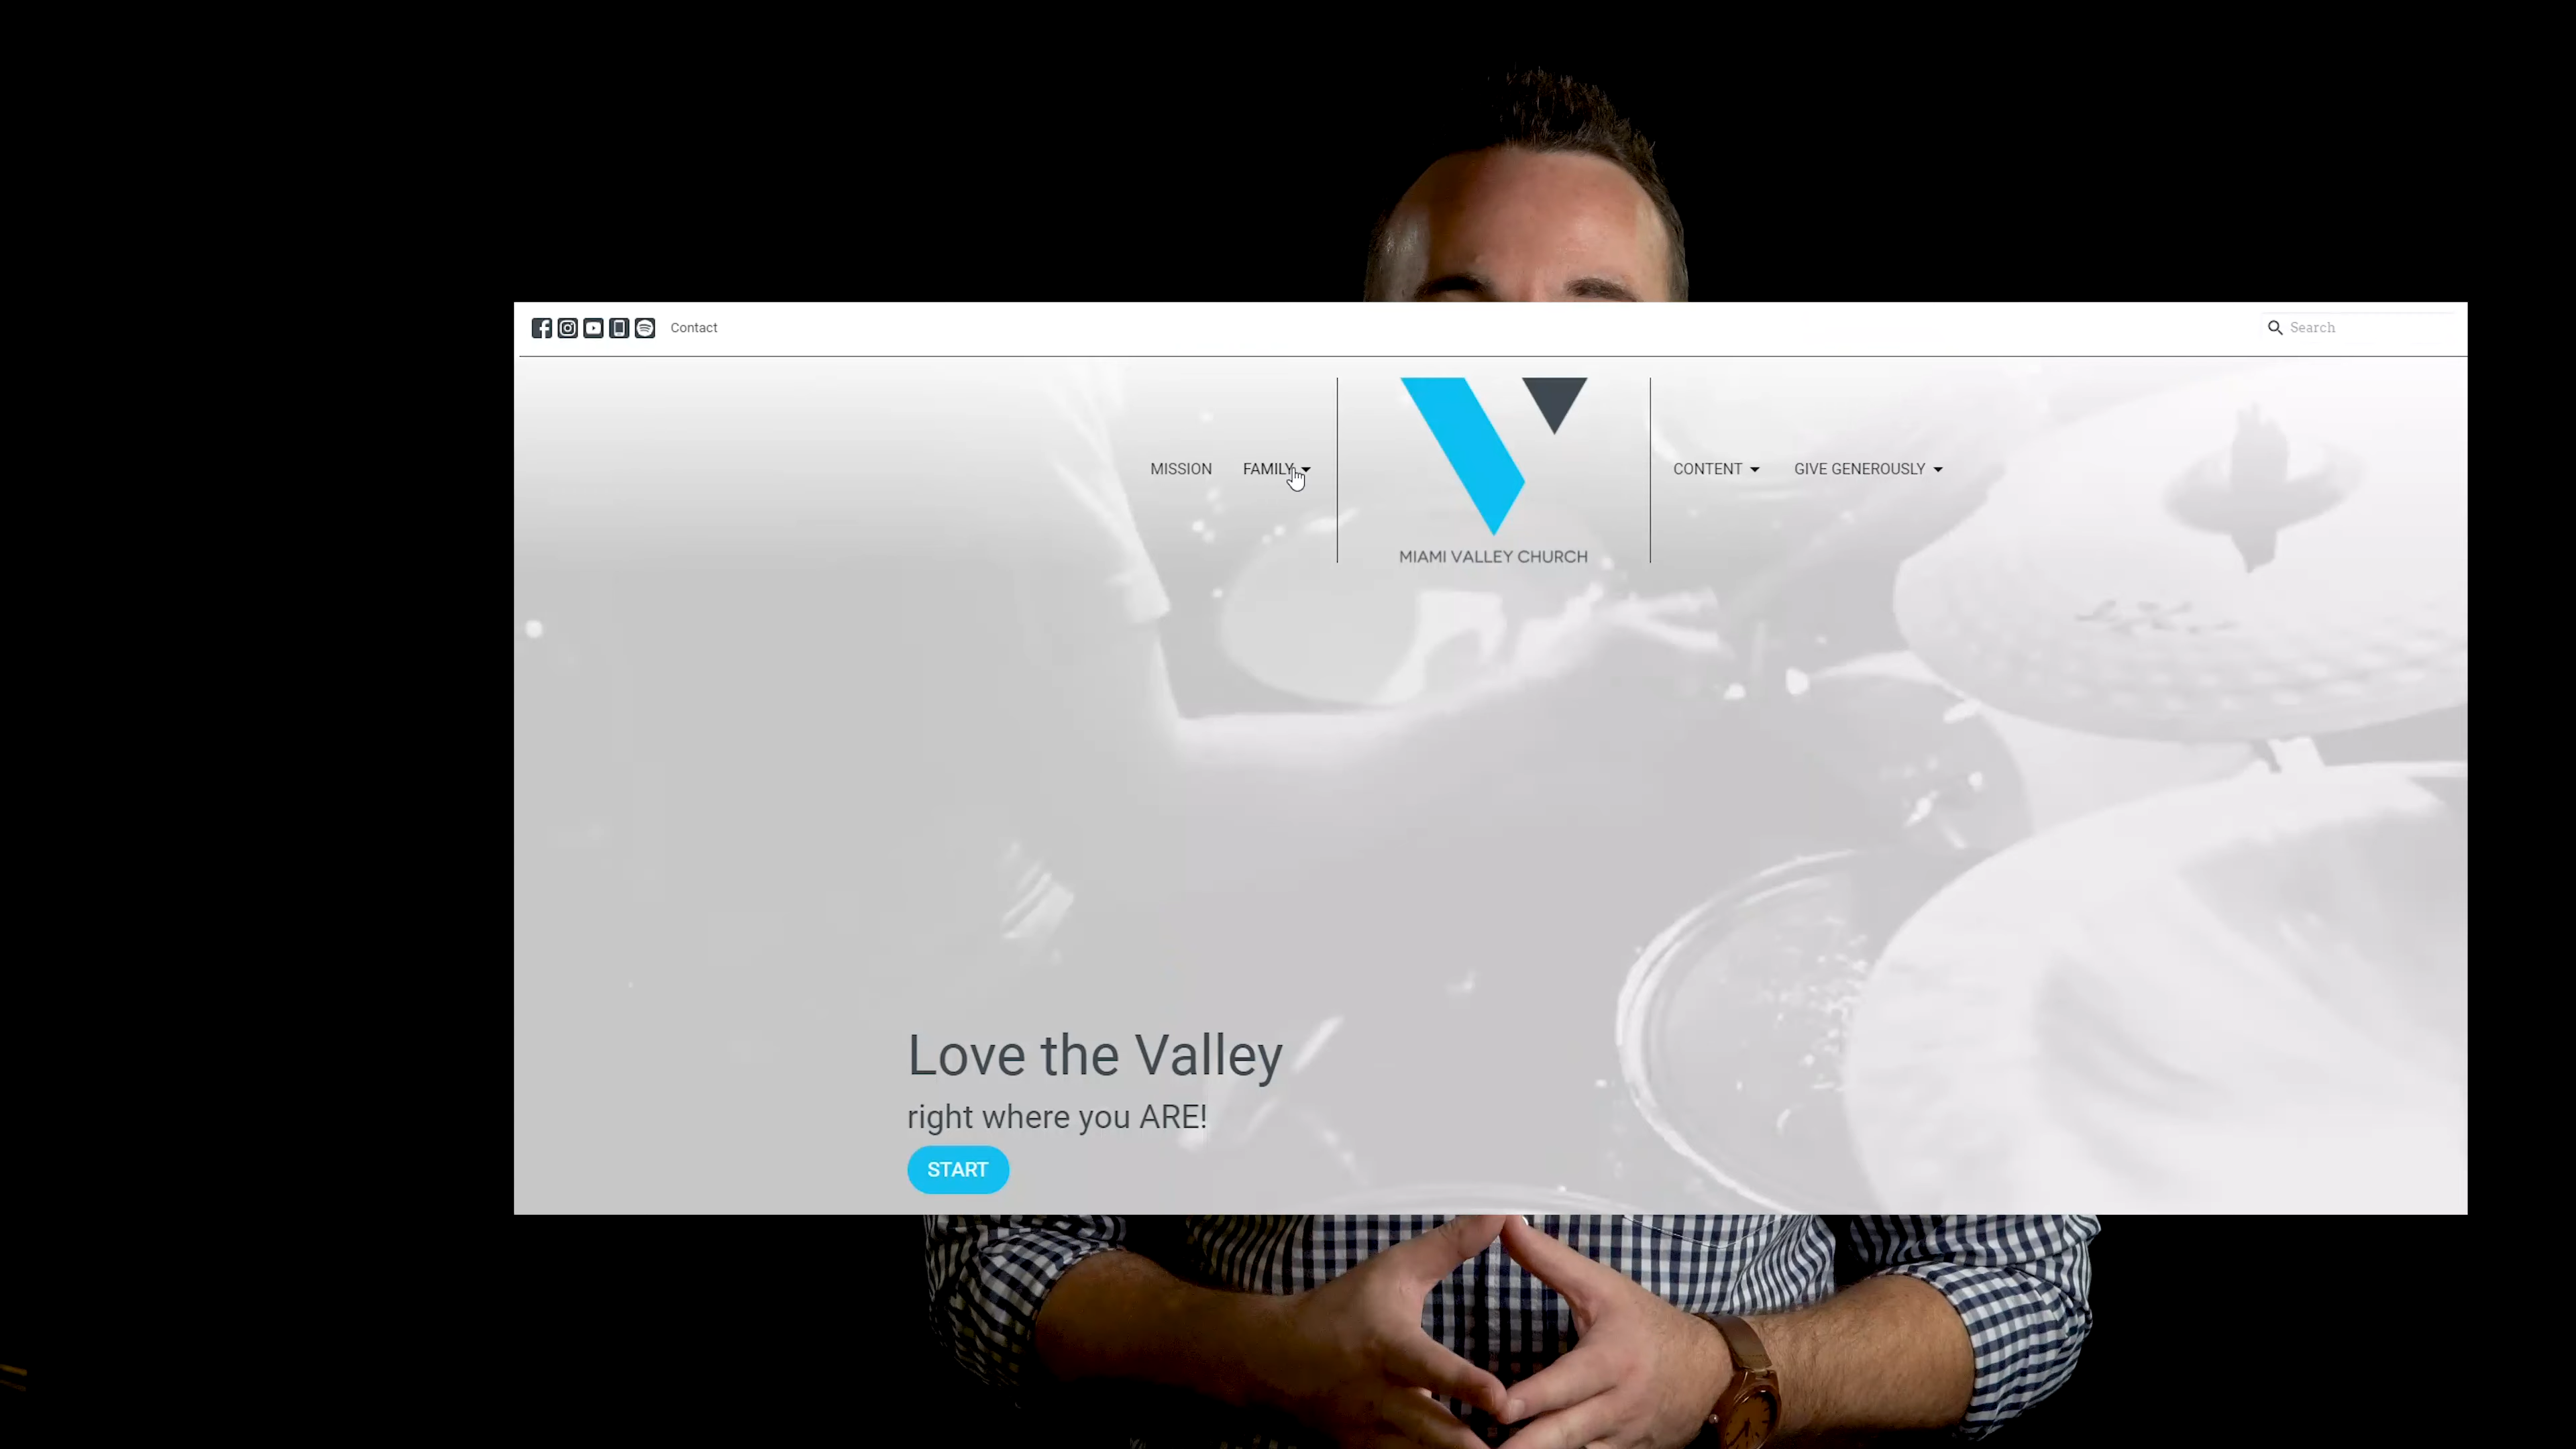 Contact
Search
MISSION FAMILY CONTENT GIVE GENEROUSLY
MIAMI VALLEY CHURCH
Love the Valley
right where you ARE!
START